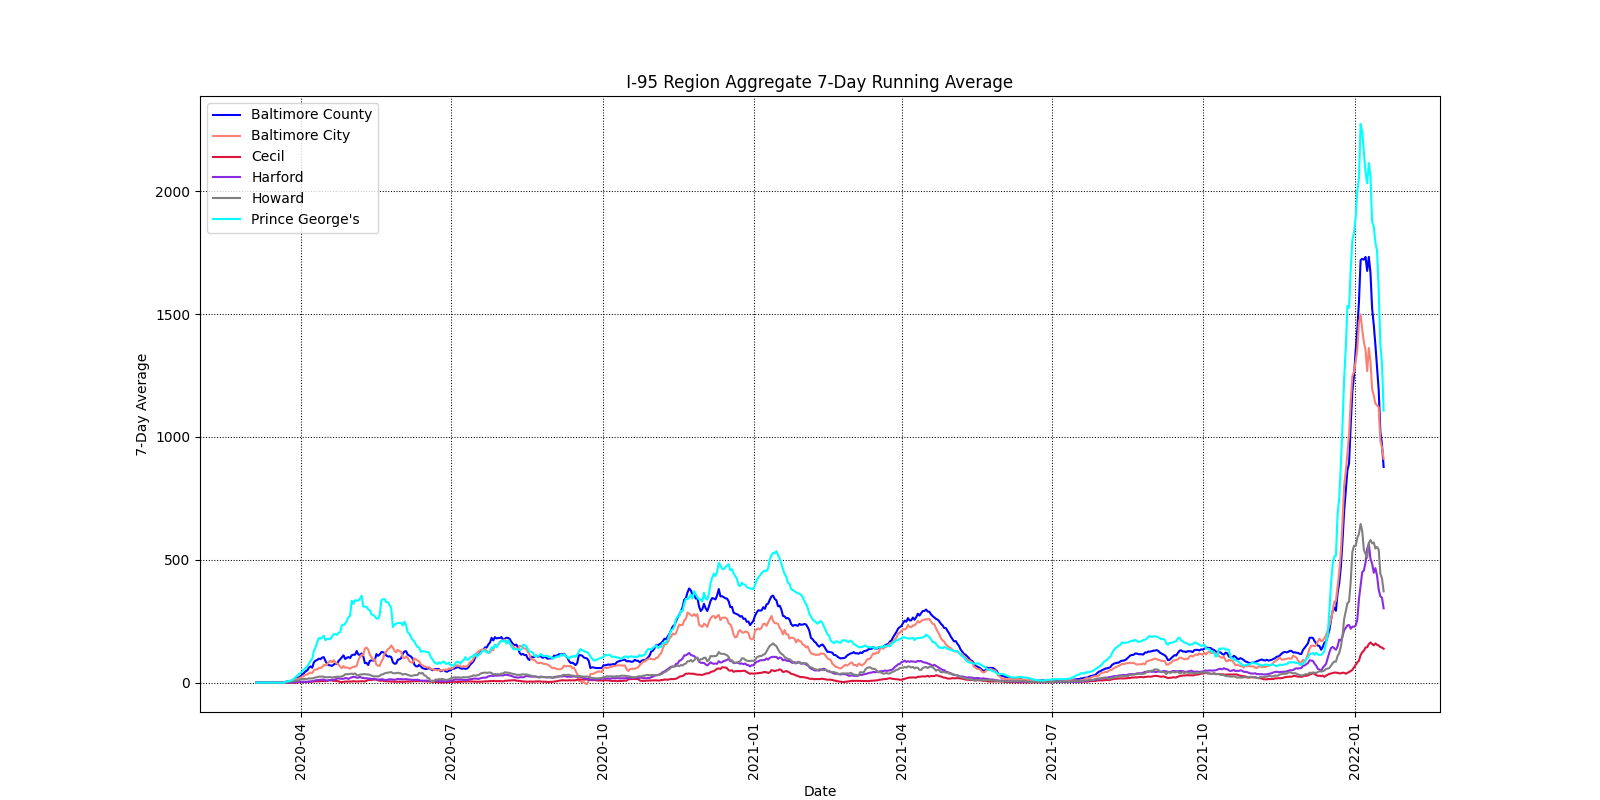 I-95 Region Aggregate 7-Day Running Average
Baltimore County
Baltimore City
Cecil
Harford
Howard
Prince George's
2000
1500
1000
500
0
7-Day Average
2020-04
2020-07
2020-10
2021-01
2021-04
2021-07
2021-10
2022-01
Date